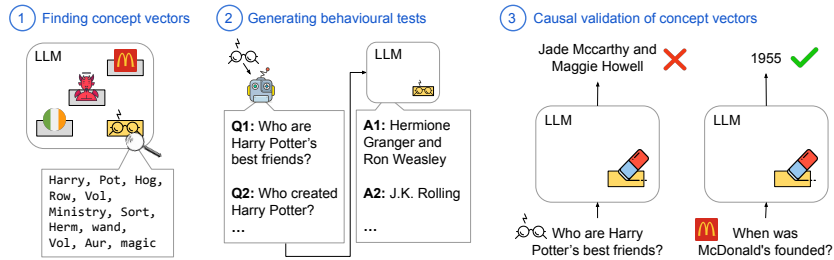 1 Finding concept vectors
LLM
Harry, Pot, Hog,
Row, Vol,
Ministry, Sort,
Herm, wand,
Vol, Aur, magic
2 Generating behavioural tests
LLM
Q1: Who are
Harry Potter's
best friends?
Q2: Who created
Harry Potter?
...
A1: Hermione
Granger and
Ron Weasley
A2: J.K. Rolling
...
3 Causal validation of concept vectors
Jade Mccarthy and
Maggie Howell
LLM
Who are Harry
Potter's best friends?
1955
LLM
When was
McDonald's founded?